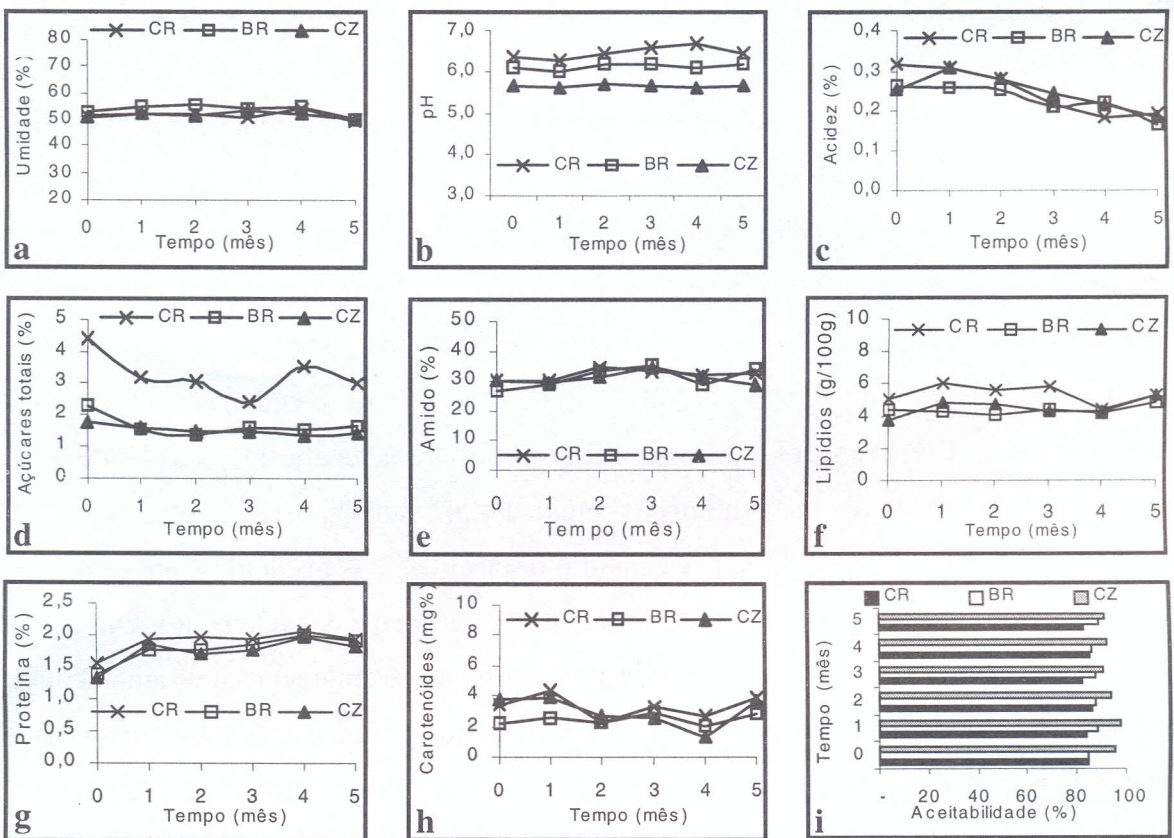 CR BR CZ
80
70
60
50
40
30
20
Umidade (%)
0 1 2 3 4 5
Tempo (mês)
a
7,0
6,0
5,0
4,0
3,0
pH
CR BR CZ
0 1 2 3 4 5
Tempo (mês)
b
CR BR CZ
0,4
0,3
0,2
0,1
0,0
Acidez (%)
0 1 2 3 4 5
Tempo (mês)
c
CR BR CZ
5
4
3
2
1
0
Açúcares totais (%)
0 1 2 3 4 5
Tempo (mês)
d
50
40
30
20
10
0
Amido (%)
CR BR CZ
0 1 2 3 4 5
Tempo (mês)
e
CR BR CZ
10
8
6
4
2
0
Lipídios (g/100g)
0 1 2 3 4 5
Tempo (mês)
f
2,5
2,0
1,5
1,0
0,5
0,0
Proteína (%)
CR BR CZ
0 1 2 3 4 5
Tempo (mês)
g
CR BR CZ
10
8
6
4
2
0
Carotenóides (mg%)
0 1 2 3 4 5
Tempo (mês)
h
CR BR CZ
5
4
3
2
1
0
Tempo (mês)
- 20 40 60 80 100
Aceitabilidade (%)
i